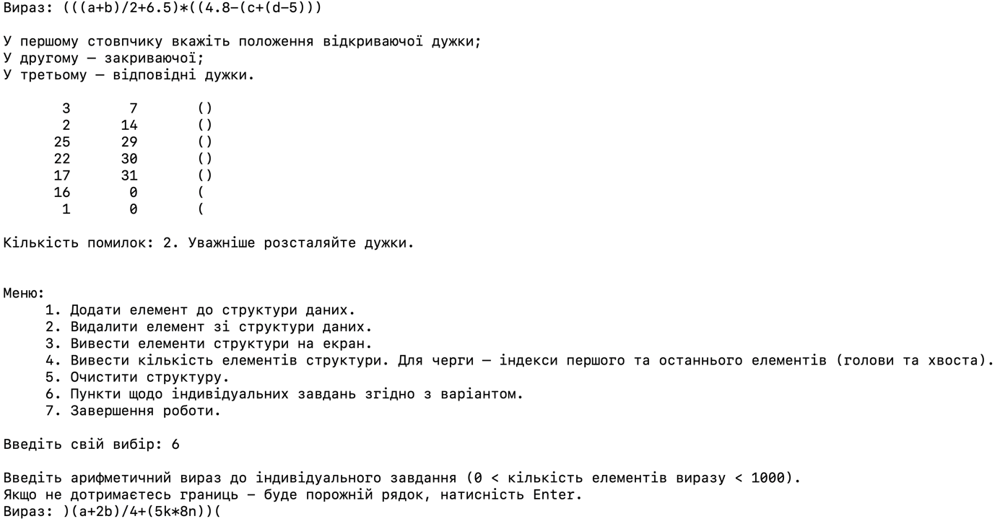 Вираз: (((a+b)/2+6.5)*((4.8-(c+(d-5)))
У першому стовпчику вкажіть положення відкриваючої дужки;
У другому — закриваючої;
У третьому — відповідні дужки.
3 7 ()
2 14 ()
25 29 ()
22 30 ()
17 31 ()
16 0 (
1 0 (
Кількість помилок: 2. Уважніше розсталяйте дужки.
Меню:
1. Додати елемент до структури даних.
2. Видалити елемент зі структури даних.
3. Вивести елементи структури на екран.
4. Вивести кількість елементів структури. Для черги — індекси першого та останнього елементів (голови та хвоста).
5. Очистити структуру.
6. Пункти щодо індивідуальних завдань згідно з варіантом.
7. Завершення роботи.
Введіть свій вибір: 6
Введіть арифметичний вираз до індивідуального завдання (0 < кількість елементів виразу < 1000).
Якщо не дотримаєтесь границь – буде порожній рядок, натисність Enter.
Вираз: )(a+2b)/4+(5k*8n))(